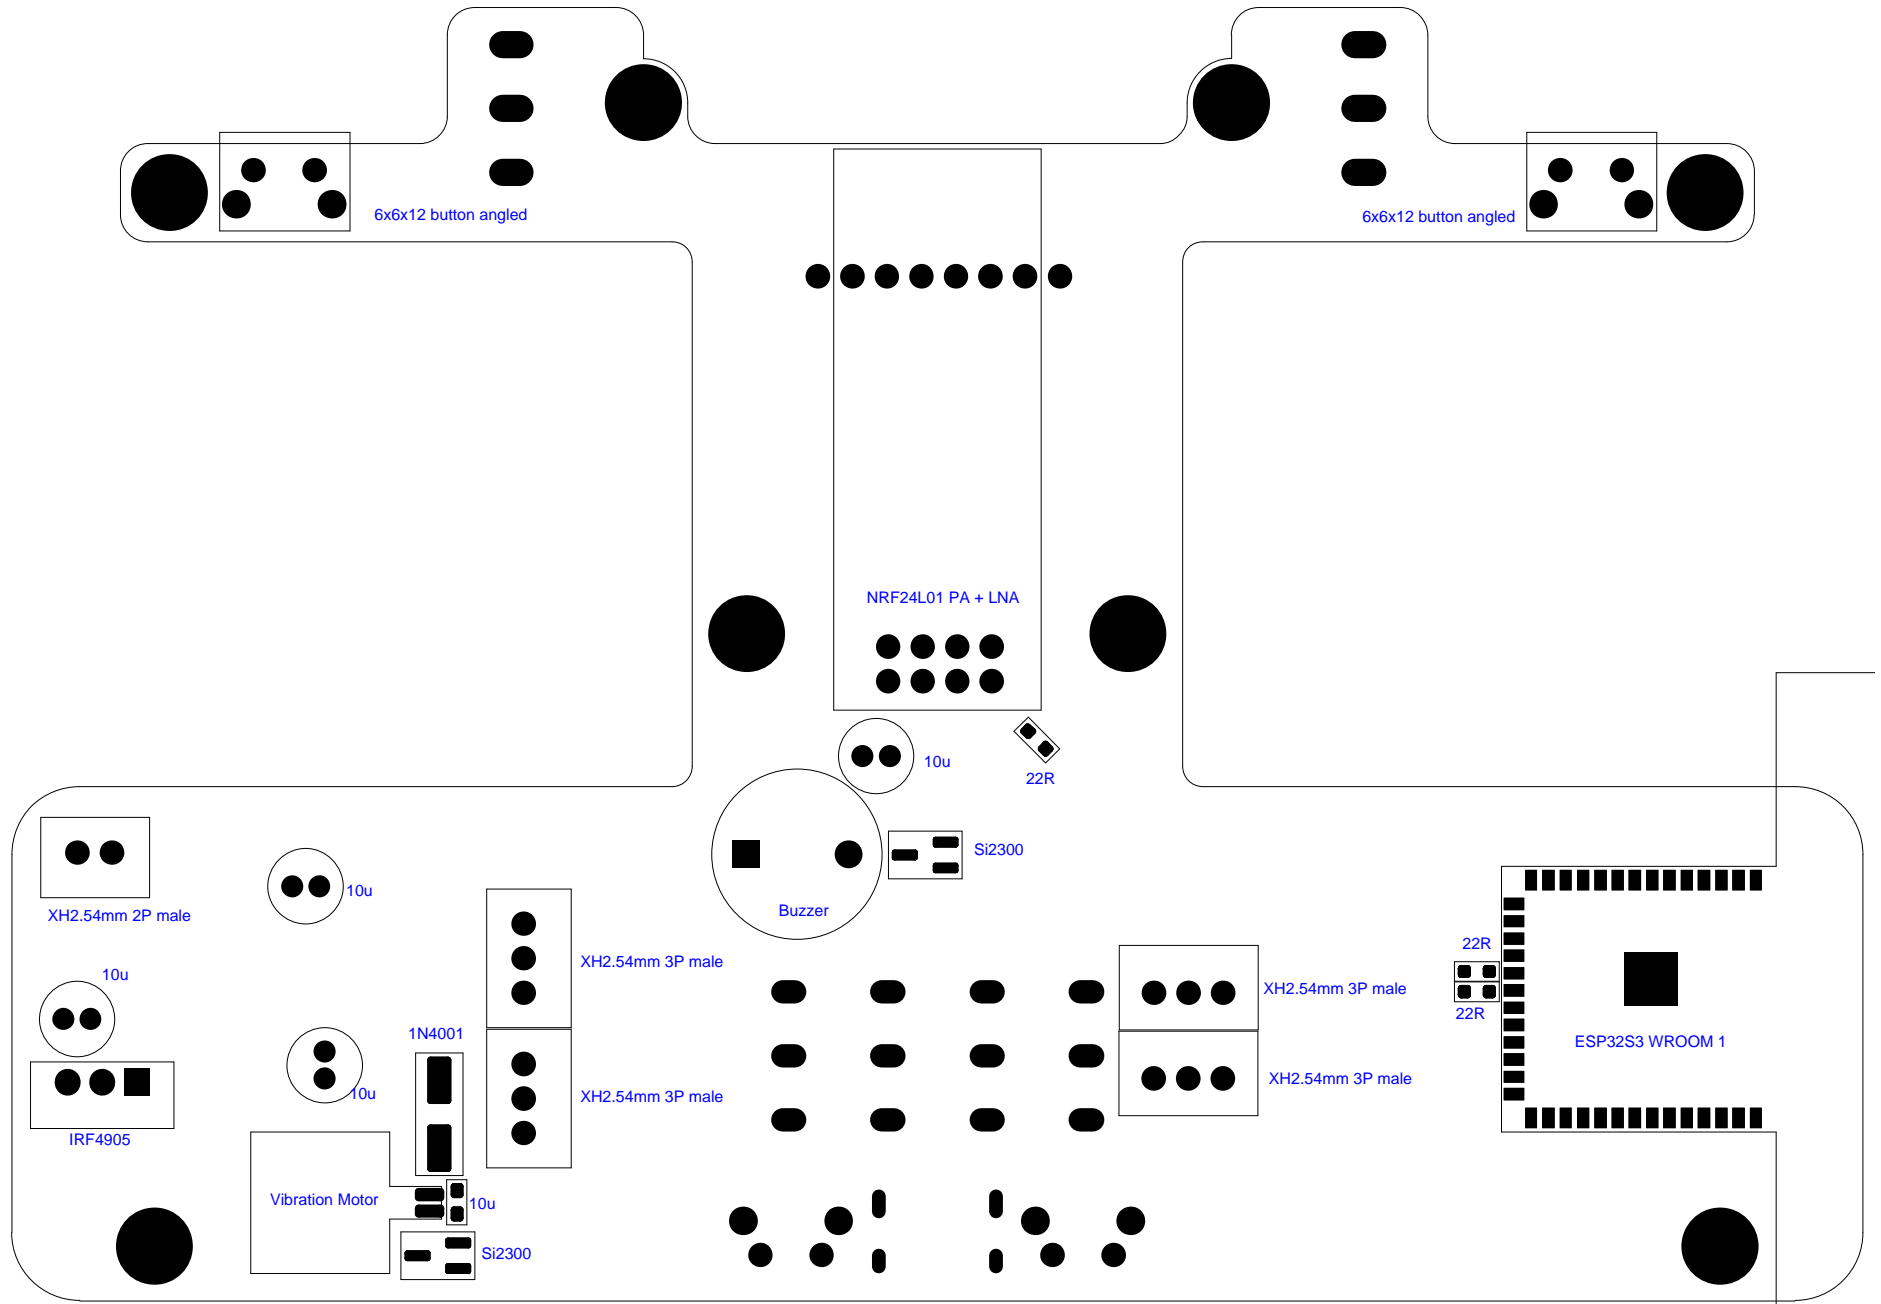 6x6x12 button angled
6x6x12 button angled
NRF24L01 PA + LNA
10u
22R
Si2300
10u
Buzzer
XH2.54mm 2P male
22R
XH2.54mm 3P male
10u
XH2.54mm 3P male
22R
1N4001
ESP32S3 WROOM 1
XH2.54mm 3P male
10u
XH2.54mm 3P male
IRF4905
Vibration Motor
10u
Si2300